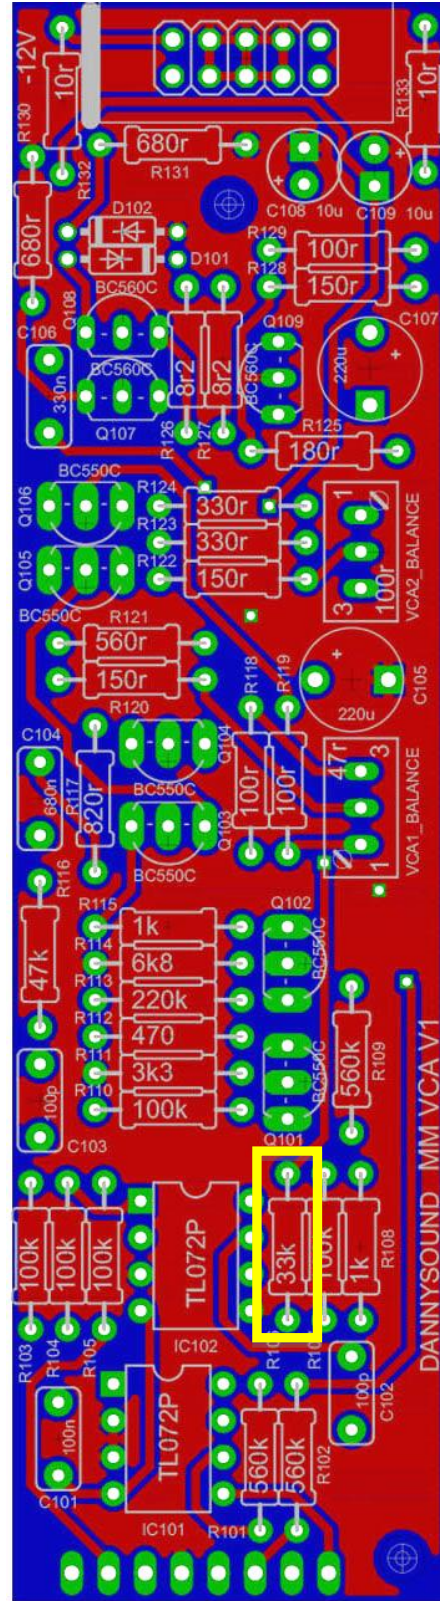 -12V
10r
R130
R132
680r
R131
10r
R133
C108 10u
C109 10u
680r
D102
D101
R129
100r
R128
150r
C107
220u
BC560C
Q108
C106
330n
BC560C
Q107
8r2
8r2
R126
R127
Q109
BC560C
R125
180r
BC550C
Q106
R124
330r
R123
330r
R122
150r
Q105
BC550C
1
3
100r
VCA2_BALANCE
R121
560r
150r
R120
R118
R119
C105
220u
C104
680n
R117
820r
Q104
BC550C
Q103
BC550C
100r
100r
47r
3
1
VCA1_BALANCE
R116
47k
R115
1k
R114
6k8
R113
220k
R112
470
R111
3k3
R110
100k
Q102
BC550C
BC550C
Q101
560k
R109
100p
C103
100k
100k
100k
R103
R104
R105
TL072P
IC102
33k
100k
1k
R108
DANNYSOUND MM VCA V1
100n
C101
TL072P
IC101
560k
560k
R101
R102
100p
C102